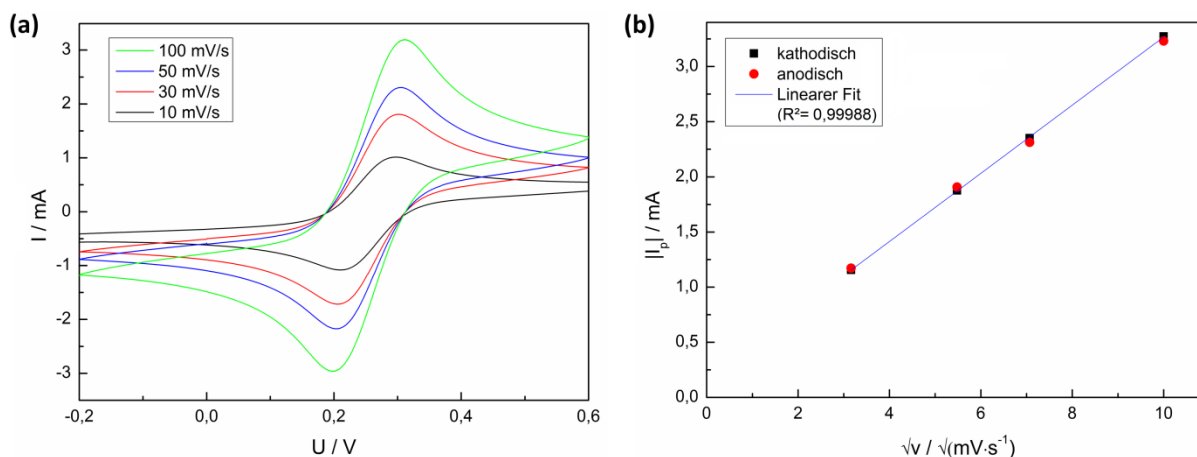 (a)
100 mV/s
50 mV/s
30 mV/s
10 mV/s
I / mA
3
2
1
0
-1
-2
-3
-0,2
0,0
0,2
0,4
0,6
U / V
(b)
kathodisch
anodisch
Linearer Fit
(R²= 0,99988)
|Iₚ| / mA
3,0
2,5
2,0
1,5
1,0
0,5
0,0
0
2
4
6
8
10
√v / √(mV·s⁻¹)